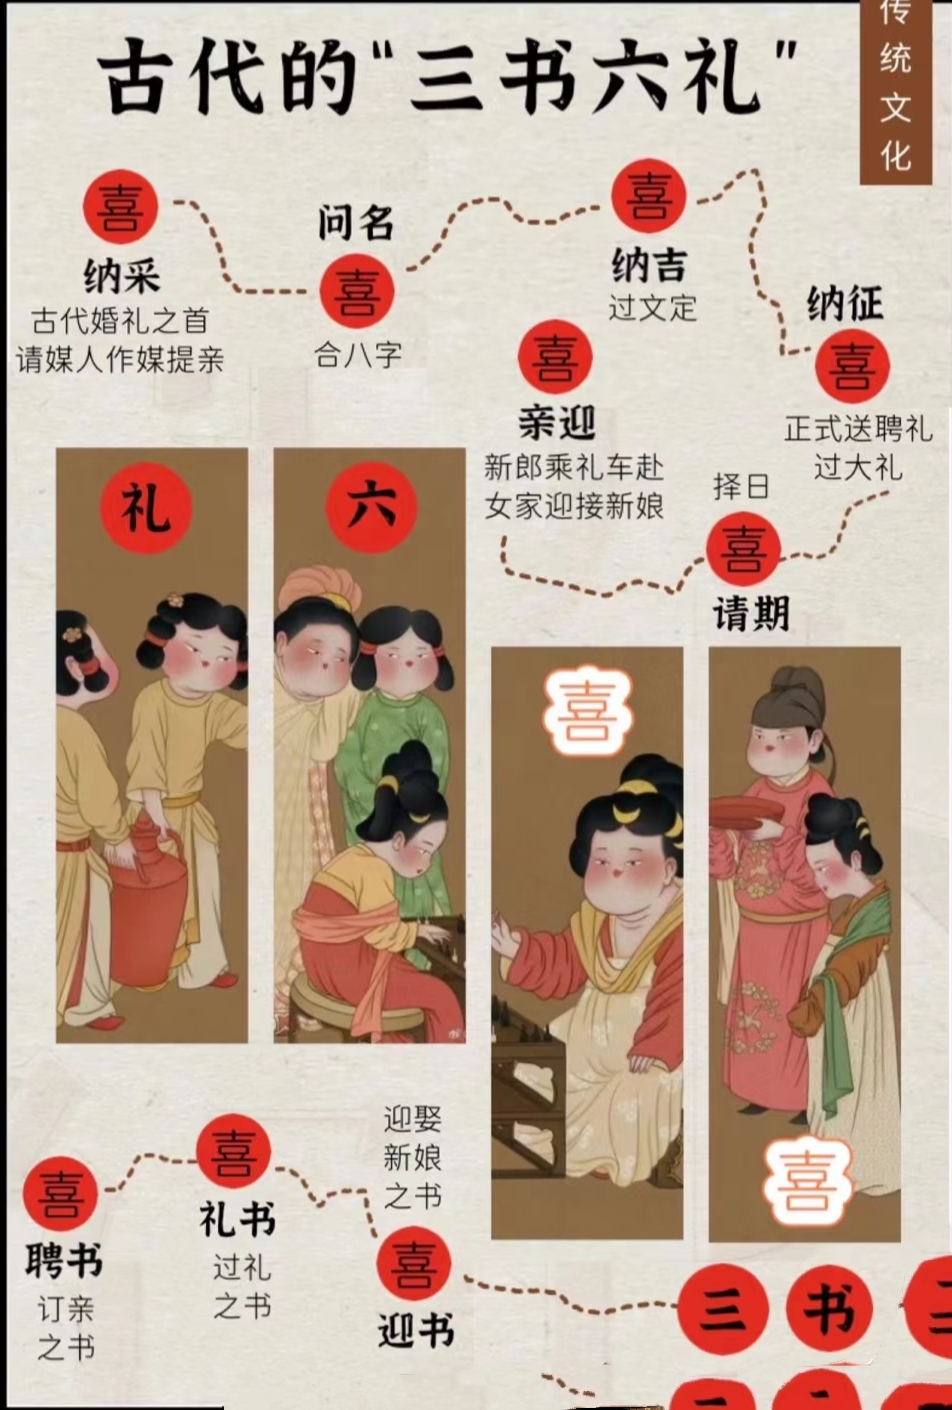 传统文化
古代的“三书六礼”
喜
纳采
古代婚礼之首
请媒人作媒提亲
问名
喜
合八字
喜
纳吉
过文定
纳征
喜
正式送聘礼
过大礼
择日
喜
请期
喜
亲迎
新郎乘礼车赴
女家迎接新娘
礼
六
喜
喜
喜
聘书
订亲
之书
喜
礼书
过礼
之书
迎娶
新娘
之书
喜
迎书
三书